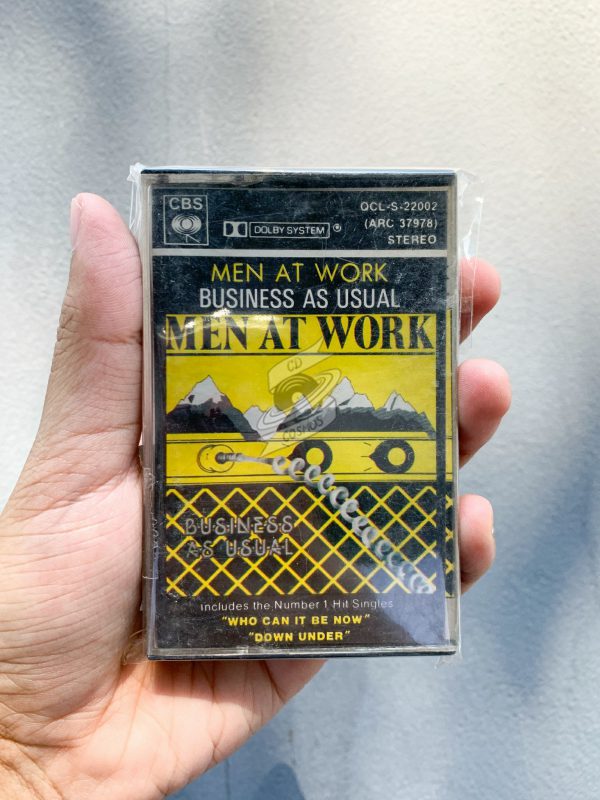 CBS
DOLBY SYSTEM ®
QCL-S-22002
(ARC 37978)
STEREO
MEN AT WORK
BUSINESS AS USUAL
MEN AT WORK
CD
COSMOS
BUSINESS
AS USUAL
Includes the Number 1 Hit Singles
"WHO CAN IT BE NOW"
"DOWN UNDER"